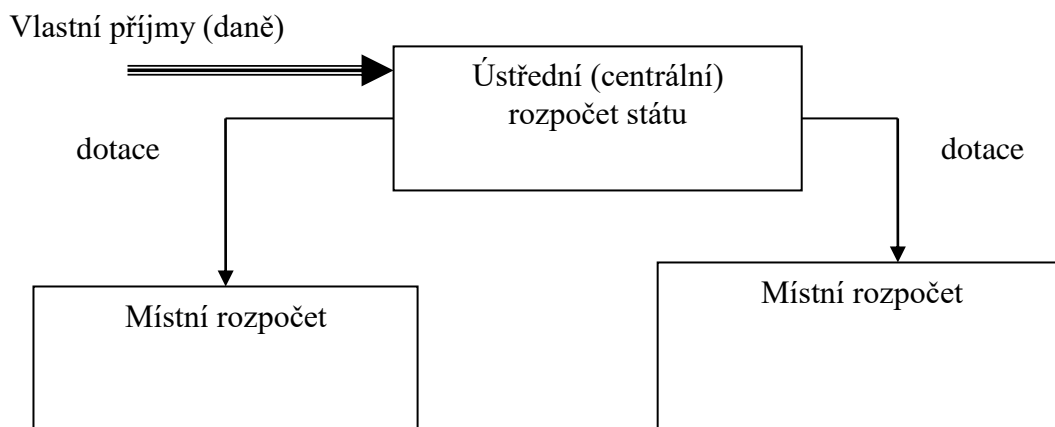 Vlastní příjmy (daně)
Ústřední (centrální)
rozpočet státu
dotace
dotace
Místní rozpočet
Místní rozpočet